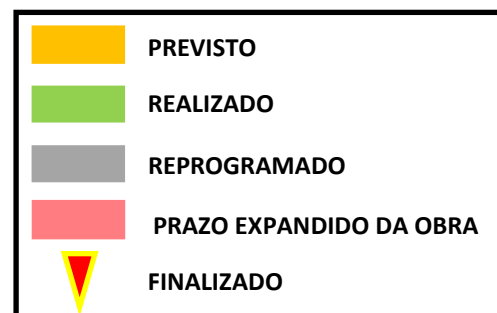 PREVISTO
REALIZADO
REPROGRAMADO
PRAZO EXPANDIDO DA OBRA
FINALIZADO